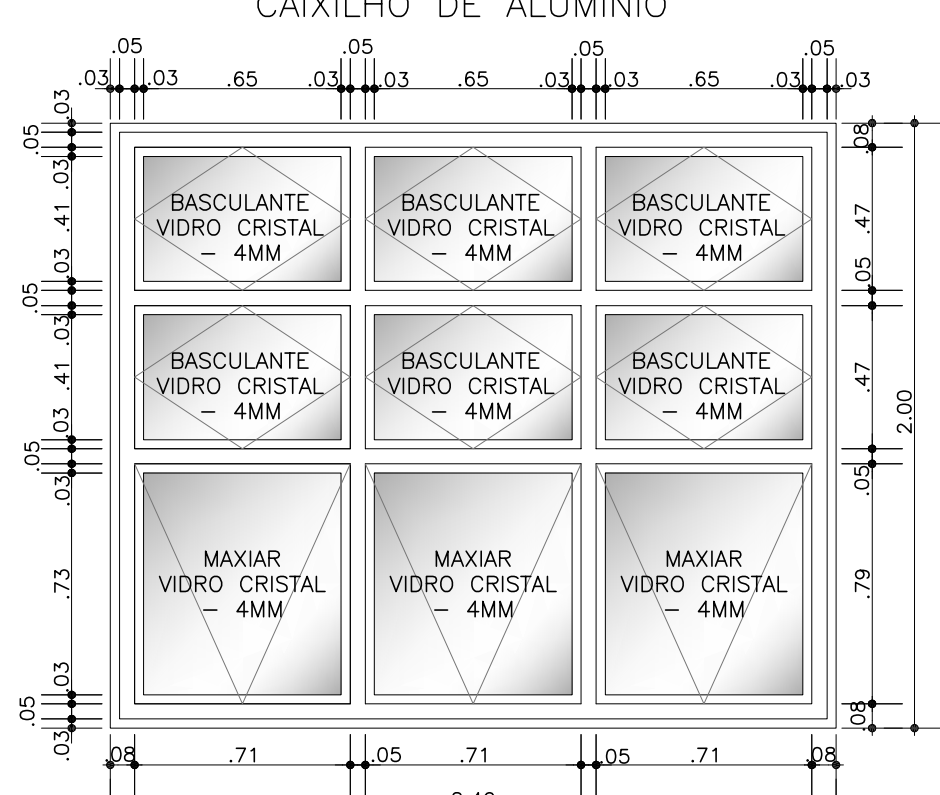 CAIXILHO DE ALUMINIO
.05 .05 .05 .05
.03 .03 .65 .03 .03 .65 .03 .03 .65 .03 .03
.03
.05
.03
.41
.03
.05
.03
.41
.03
.05
.03
.73
.03
.05
.03
BASCULANTE
VIDRO CRISTAL
– 4MM
BASCULANTE
VIDRO CRISTAL
– 4MM
BASCULANTE
VIDRO CRISTAL
– 4MM
BASCULANTE
VIDRO CRISTAL
– 4MM
BASCULANTE
VIDRO CRISTAL
– 4MM
BASCULANTE
VIDRO CRISTAL
– 4MM
MAXIAR
VIDRO CRISTAL
– 4MM
MAXIAR
VIDRO CRISTAL
– 4MM
MAXIAR
VIDRO CRISTAL
– 4MM
.08
.47
.05
.47
.05
.79
.08
2.00
.08 .71 .05 .71 .05 .71 .08